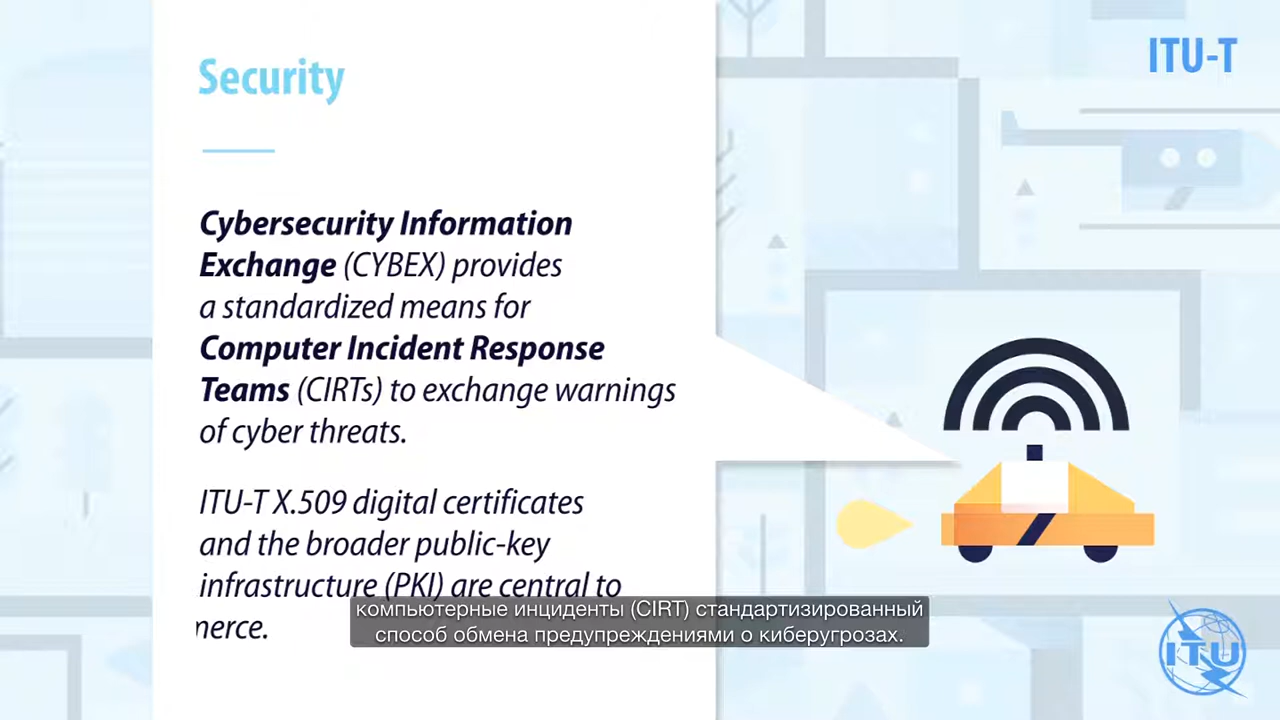 Security
ITU-T
Cybersecurity Information
Exchange (CYBEX) provides
a standardized means for
Computer Incident Response
Teams (CIRTs) to exchange warnings
of cyber threats.
ITU-T X.509 digital certificates
and the broader public-key
infrastructure (PKI) are central to
merce.
компьютерные инциденты (CIRT) стандартизированный
способ обмена предупреждениями о киберугрозах.
ITU